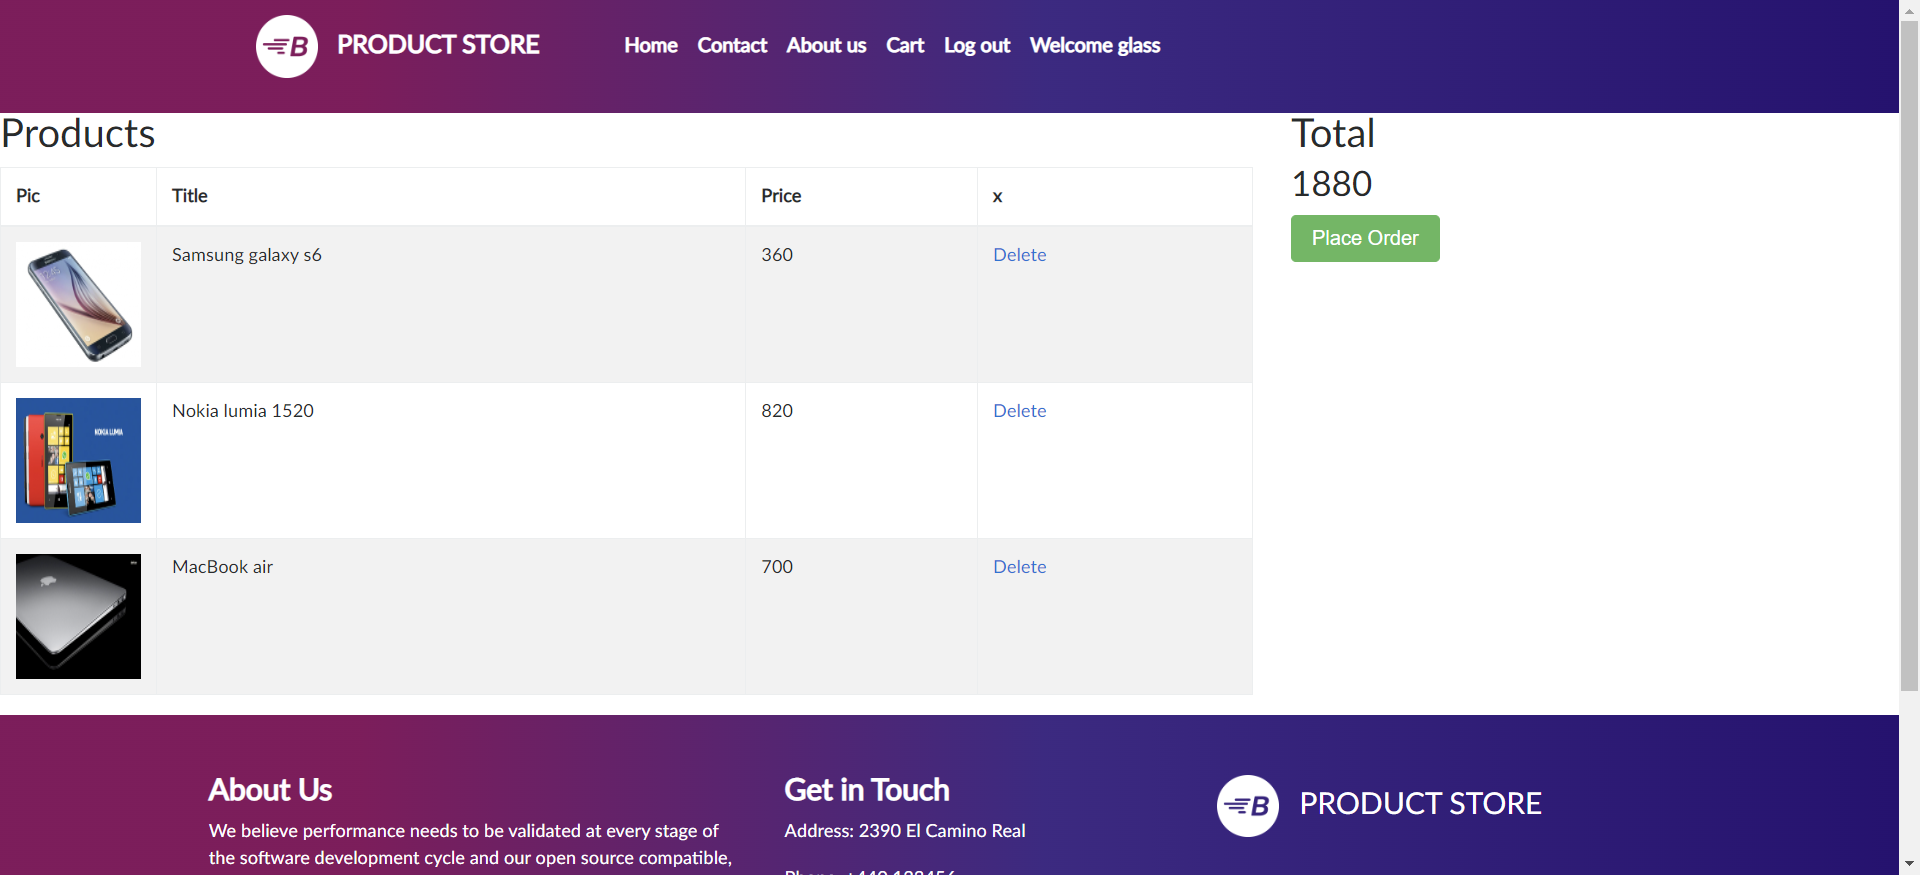 B PRODUCT STORE Home Contact About us Cart Log out Welcome glass
Products
Total
1880
Place Order
Pic Title Price x
Samsung galaxy s6 360 Delete
Nokia lumia 1520 820 Delete
NOKIA LUMIA
MacBook air 700 Delete
About Us
We believe performance needs to be validated at every stage of
the software development cycle and our open source compatible,
Get in Touch
Address: 2390 El Camino Real
B PRODUCT STORE